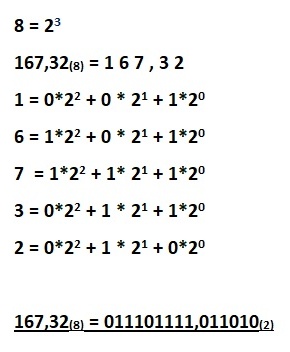 8 = 2³
167,32₍₈₎ = 1 6 7 , 3 2
1 = 0*2² + 0 * 2¹ + 1*2⁰
6 = 1*2² + 0 * 2¹ + 1*2⁰
7 = 1*2² + 1* 2¹ + 1*2⁰
3 = 0*2² + 1 * 2¹ + 1*2⁰
2 = 0*2² + 1 * 2¹ + 0*2⁰
167,32₍₈₎ = 011101111,011010₍₂₎